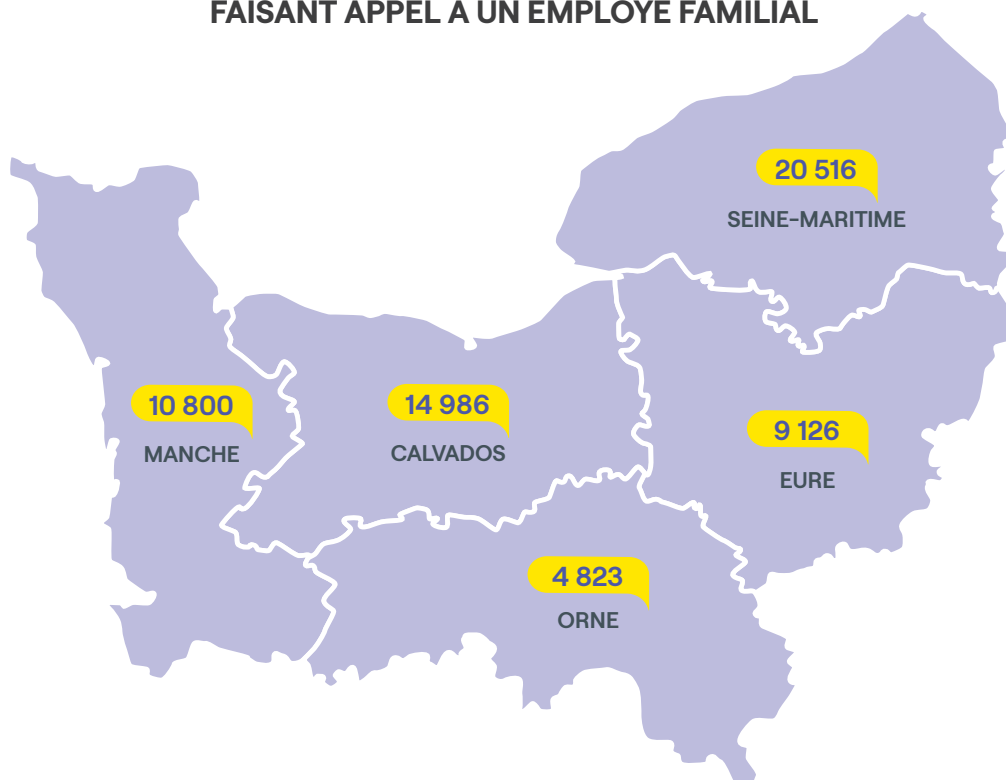 FAISANT APPEL À UN EMPLOYÉ FAMILIAL
20 516
SEINE-MARITIME
10 800
MANCHE
14 986
CALVADOS
9 126
EURE
4 823
ORNE